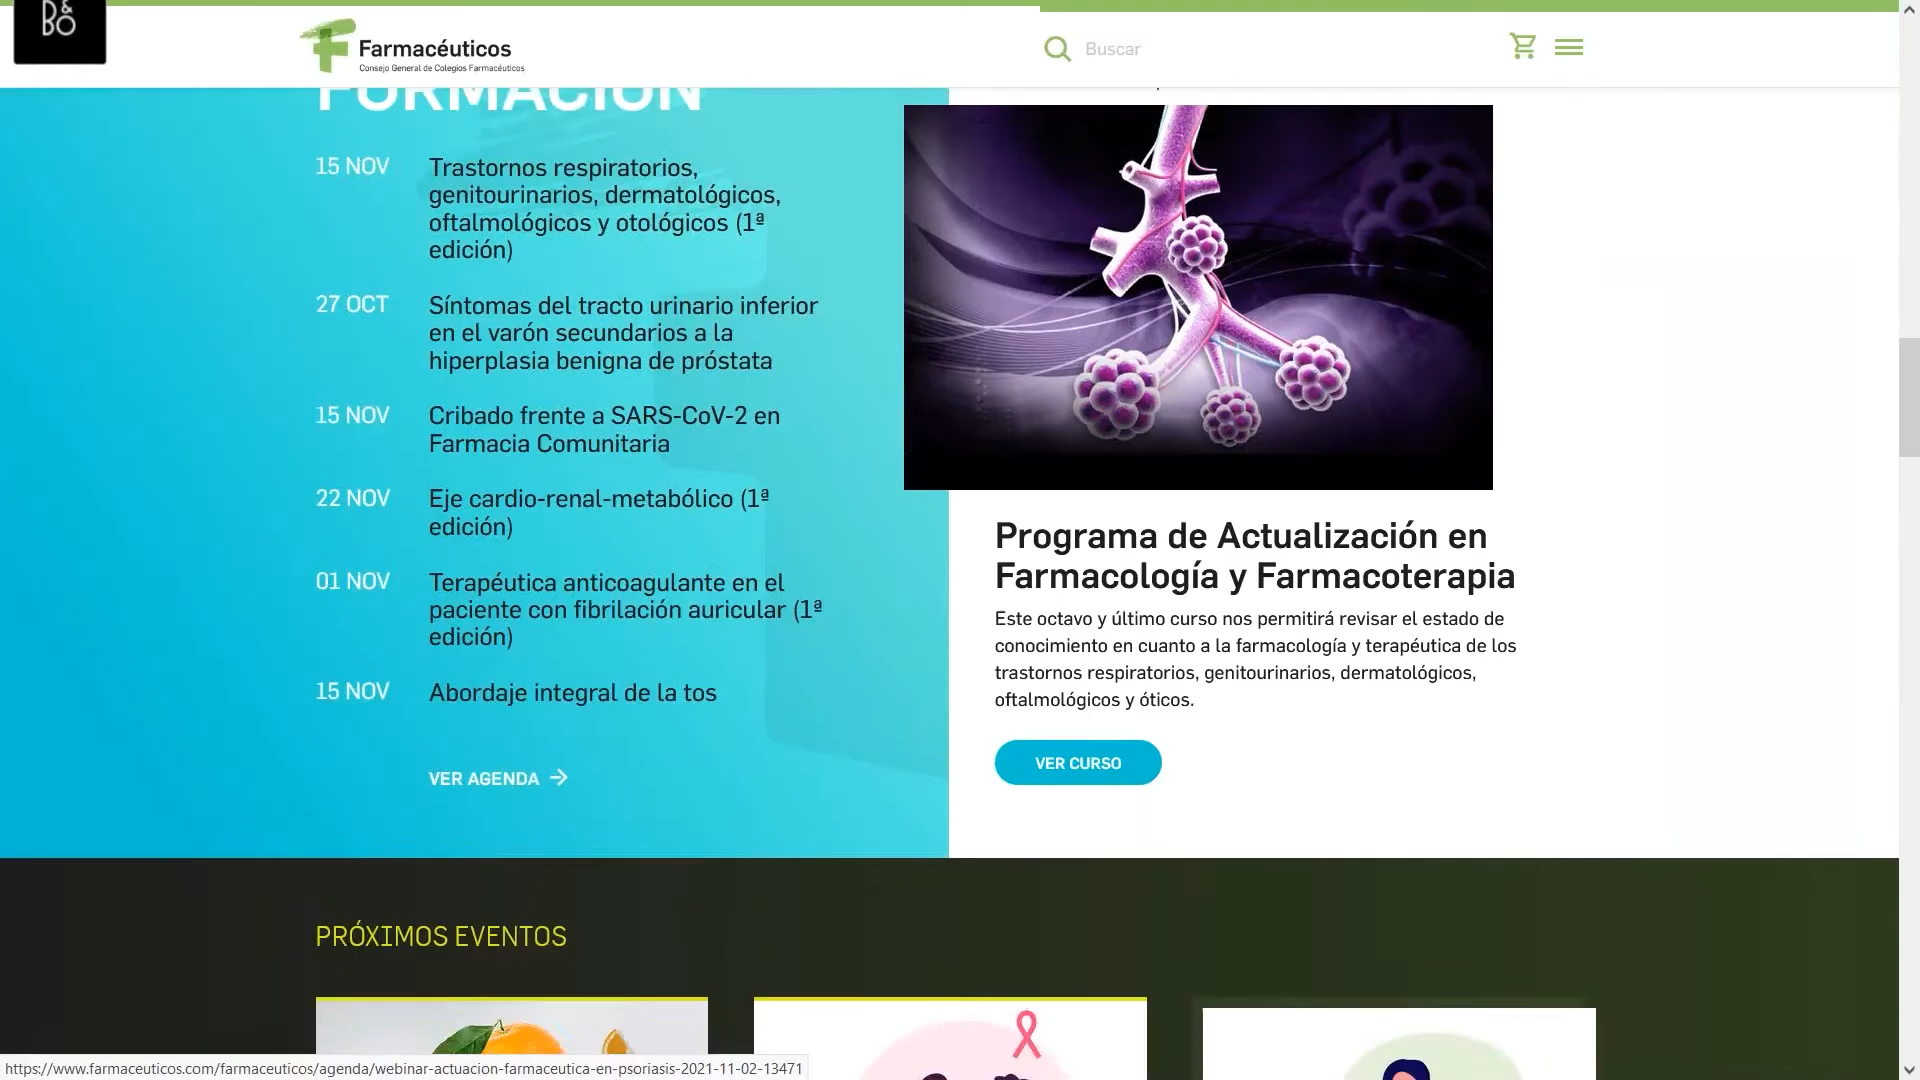 B&
BO
Farmacéuticos
Consejo General de Colegios Farmacéuticos
Buscar
FORMACIÓN
15 NOV
Trastornos respiratorios,
genitourinarios, dermatológicos,
oftalmológicos y otológicos (1ª
edición)
27 OCT
Síntomas del tracto urinario inferior
en el varón secundarios a la
hiperplasia benigna de próstata
15 NOV
Cribado frente a SARS-CoV-2 en
Farmacia Comunitaria
22 NOV
Eje cardio-renal-metabólico (1ª
edición)
01 NOV
Terapéutica anticoagulante en el
paciente con fibrilación auricular (1ª
edición)
15 NOV
Abordaje integral de la tos
VER AGENDA
Programa de Actualización en
Farmacología y Farmacoterapia
Este octavo y último curso nos permitirá revisar el estado de
conocimiento en cuanto a la farmacología y terapéutica de los
trastornos respiratorios, genitourinarios, dermatológicos,
oftalmológicos y óticos.
VER CURSO
PRÓXIMOS EVENTOS
https://www.farmaceuticos.com/farmaceuticos/agenda/webinar-actuacion-farmaceutica-en-psoriasis-2021-11-02-13471